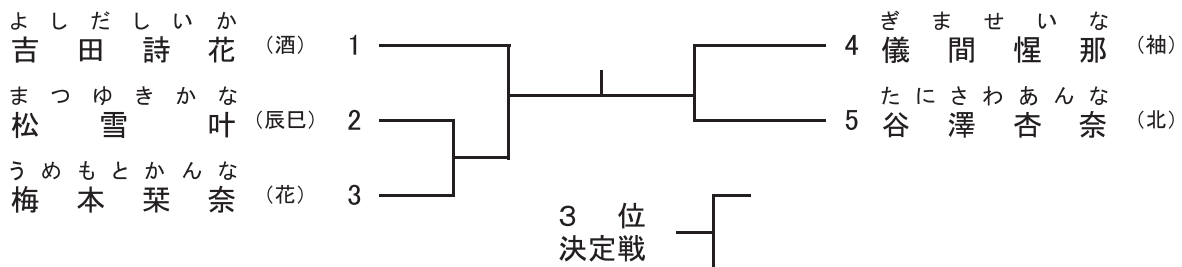 よしだしいか
吉田詩花 (酒) 1
まつゆきかな
松雪叶 (辰巳) 2
うめもとかんな
梅本栞奈 (花) 3
ぎませいな
4 儀間惺那 (袖)
たにさわあんな
5 谷澤杏奈 (北)
3位
決定戦